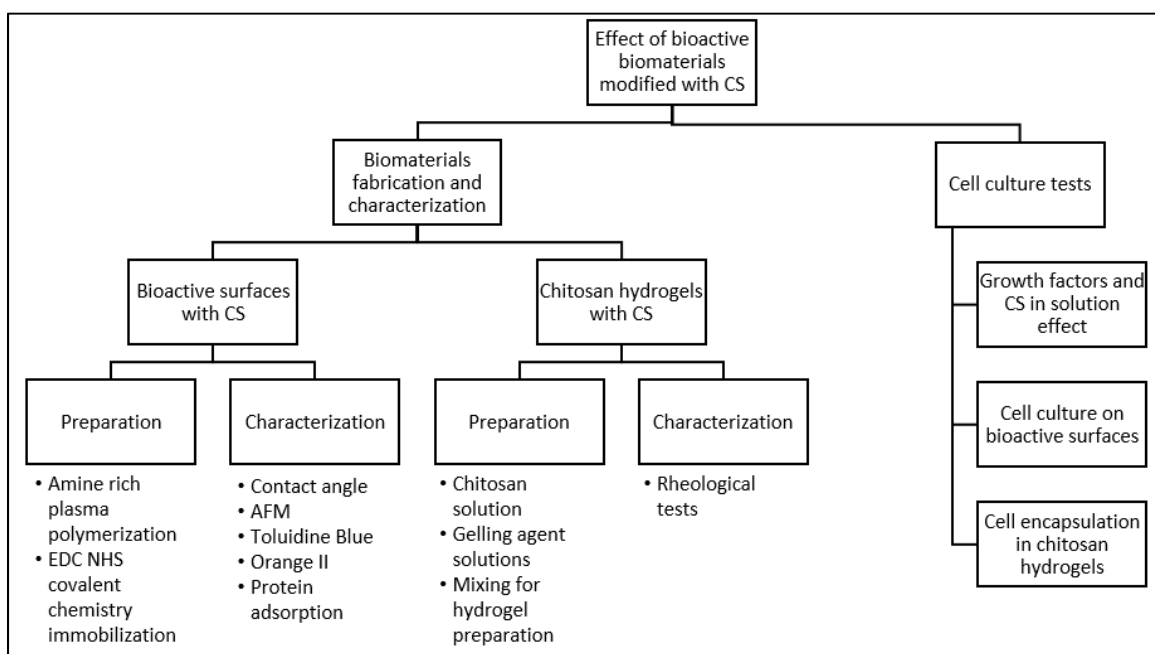 Effect of bioactive
biomaterials
modified with CS
Biomaterials
fabrication and
characterization
Cell culture tests
Bioactive surfaces
with CS
Chitosan hydrogels
with CS
Growth factors and
CS in solution
effect
Preparation
Characterization
Preparation
Characterization
Cell culture on
bioactive surfaces
• Amine rich
plasma
polymerization
• EDC NHS
covalent
chemistry
immobilization
• Contact angle
• AFM
• Toluidine Blue
• Orange II
• Protein
adsorption
• Chitosan
solution
• Gelling agent
solutions
• Mixing for
hydrogel
preparation
• Rheological
tests
Cell encapsulation
in chitosan
hydrogels